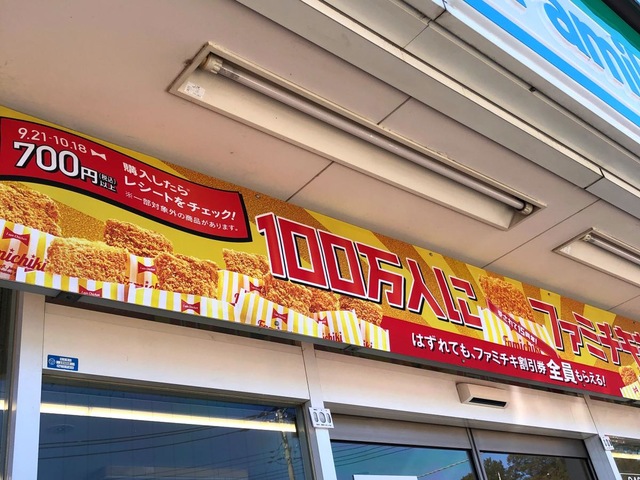 Famil
9.21-10.18
700円(税込)以上
購入したら
レシートをチェック!
※一部対象外の商品があります。
100万人に
ファミチキ
はずれても、ファミチキ割引券 全員もらえる!
michiki